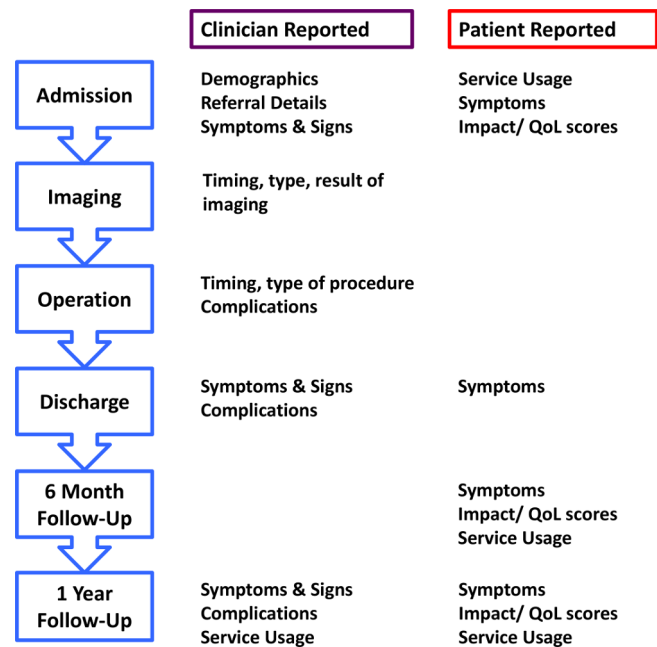 Clinician Reported
Patient Reported
Admission
Demographics
Referral Details
Symptoms & Signs
Service Usage
Symptoms
Impact/ QoL scores
Imaging
Timing, type, result of
imaging
Operation
Timing, type of procedure
Complications
Discharge
Symptoms & Signs
Complications
Symptoms
6 Month
Follow-Up
Symptoms
Impact/ QoL scores
Service Usage
1 Year
Follow-Up
Symptoms & Signs
Complications
Service Usage
Symptoms
Impact/ QoL scores
Service Usage